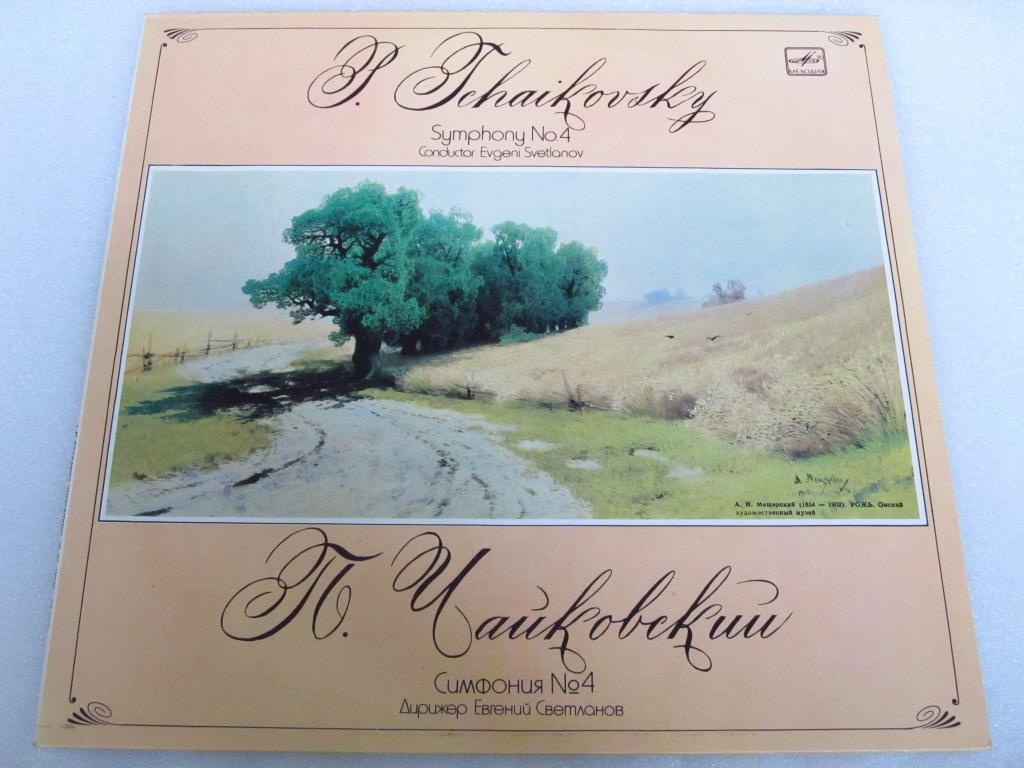 P. Tchaikovsky
МЕЛОДИЯ
Symphony No.4
Conductor Evgeni Svetlanov
А. И. Мещерский (1834 — 1902). РОЖЬ. Омский
художественный музей
П. Чайковский
Симфония №4
Дирижер Евгений Светланов